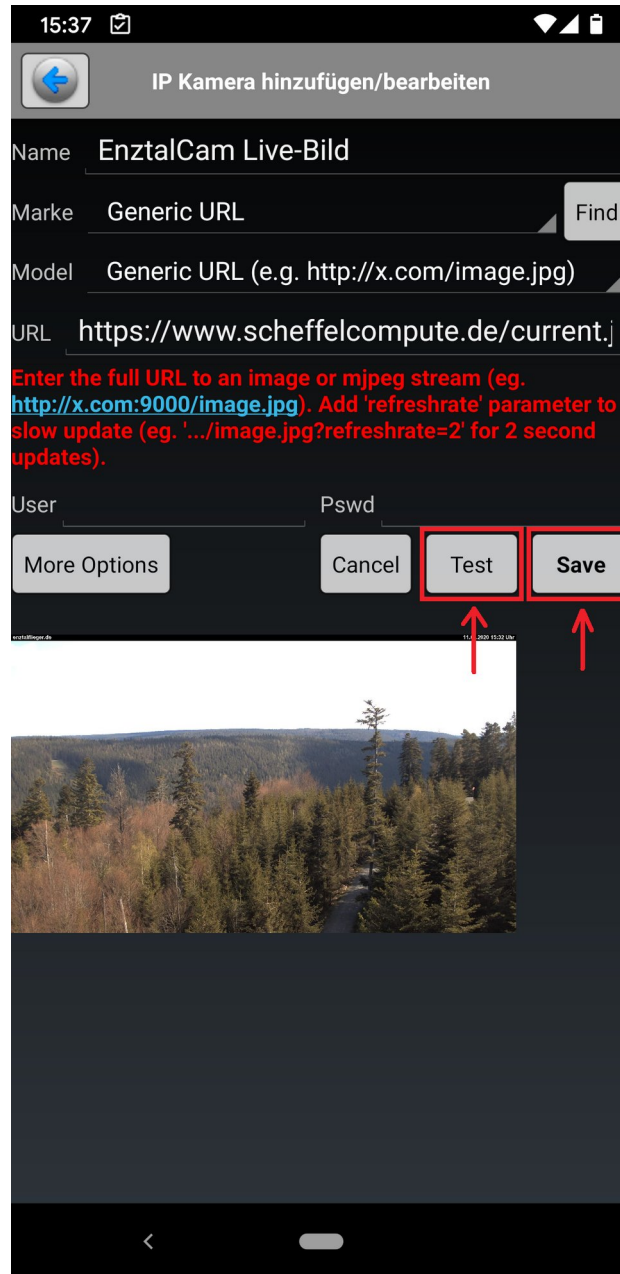 15:37
IP Kamera hinzufügen/bearbeiten
Name EnztalCam Live-Bild
Marke Generic URL Find
Model Generic URL (e.g. http://x.com/image.jpg)
URL https://www.scheffelcompute.de/current.j
Enter the full URL to an image or mjpeg stream (eg.
http://x.com:9000/image.jpg). Add 'refreshrate' parameter to
slow update (eg. '.../image.jpg?refreshrate=2' for 2 second
updates).
User Pswd
More Options Cancel Test Save
enztalflieger.de 15:32 Uhr